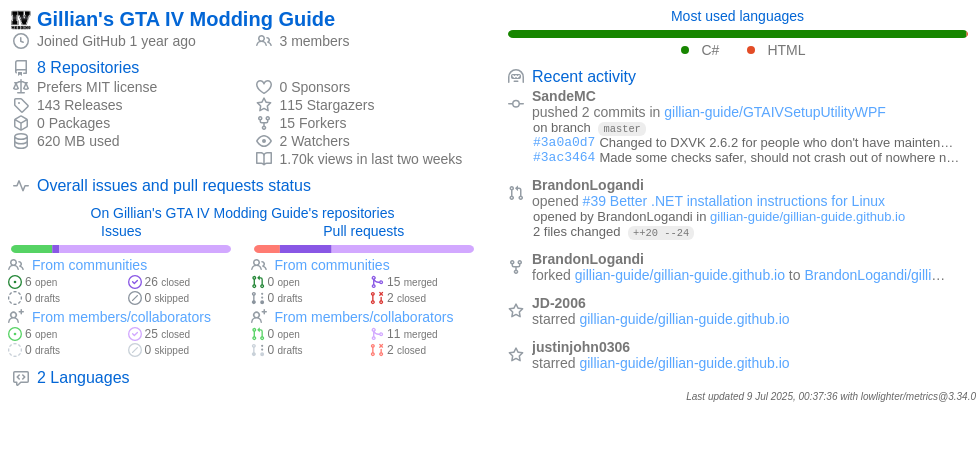 Gillian's GTA IV Modding Guide
Joined GitHub 1 year ago
3 members
8 Repositories
Prefers MIT license
0 Sponsors
143 Releases
115 Stargazers
0 Packages
15 Forkers
620 MB used
2 Watchers
1.70k views in last two weeks
Overall issues and pull requests status
On Gillian's GTA IV Modding Guide's repositories
Issues
Pull requests
From communities
From communities
6 open
26 closed
0 open
15 merged
0 drafts
0 skipped
0 drafts
2 closed
From members/collaborators
From members/collaborators
6 open
25 closed
0 open
11 merged
0 drafts
0 skipped
0 drafts
2 closed
2 Languages
Most used languages
C#
HTML
Recent activity
SandeMC
pushed 2 commits in gillian-guide/GTAIVSetupUtilityWPF
on branch master
#3a0a0d7 Changed to DXVK 2.6.2 for people who don't have mainten…
#3ac3464 Made some checks safer, should not crash out of nowhere n…
BrandonLogandi
opened #39 Better .NET installation instructions for Linux
opened by BrandonLogandi in gillian-guide/gillian-guide.github.io
2 files changed ++20 --24
BrandonLogandi
forked gillian-guide/gillian-guide.github.io to BrandonLogandi/gilli…
JD-2006
starred gillian-guide/gillian-guide.github.io
justinjohn0306
starred gillian-guide/gillian-guide.github.io
Last updated 9 Jul 2025, 00:37:36 with lowlighter/metrics@3.34.0